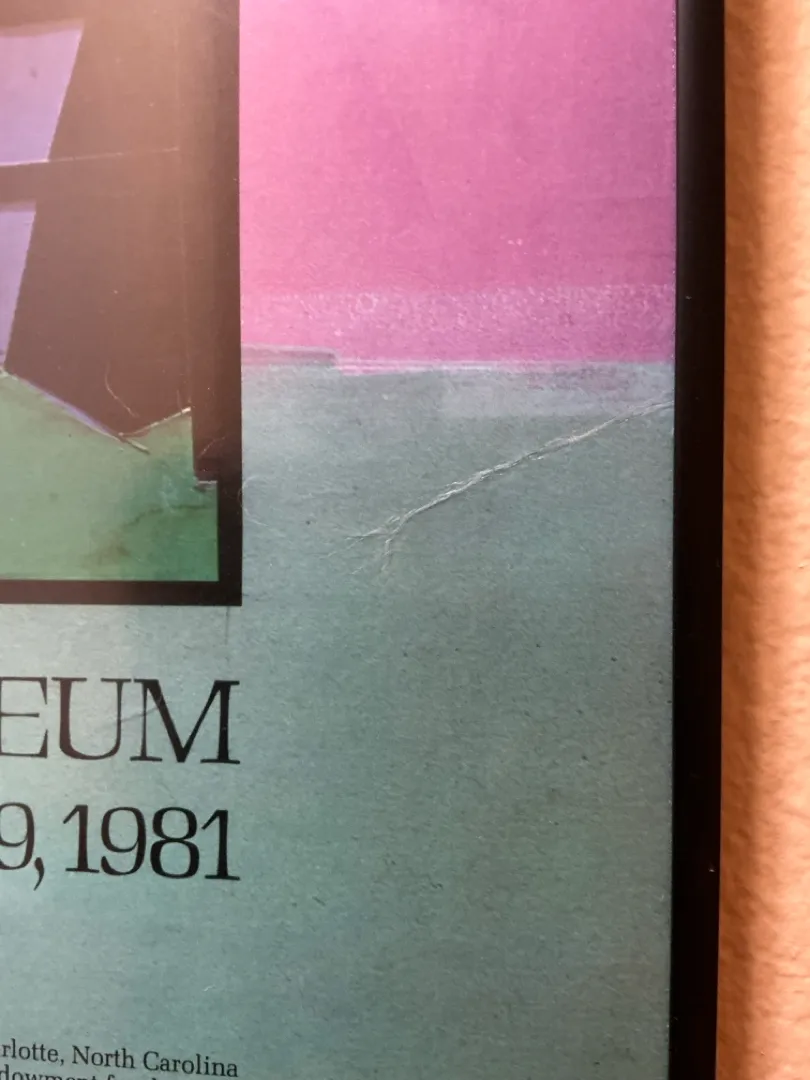 EUM
9, 1981
rlotte, North Carolina